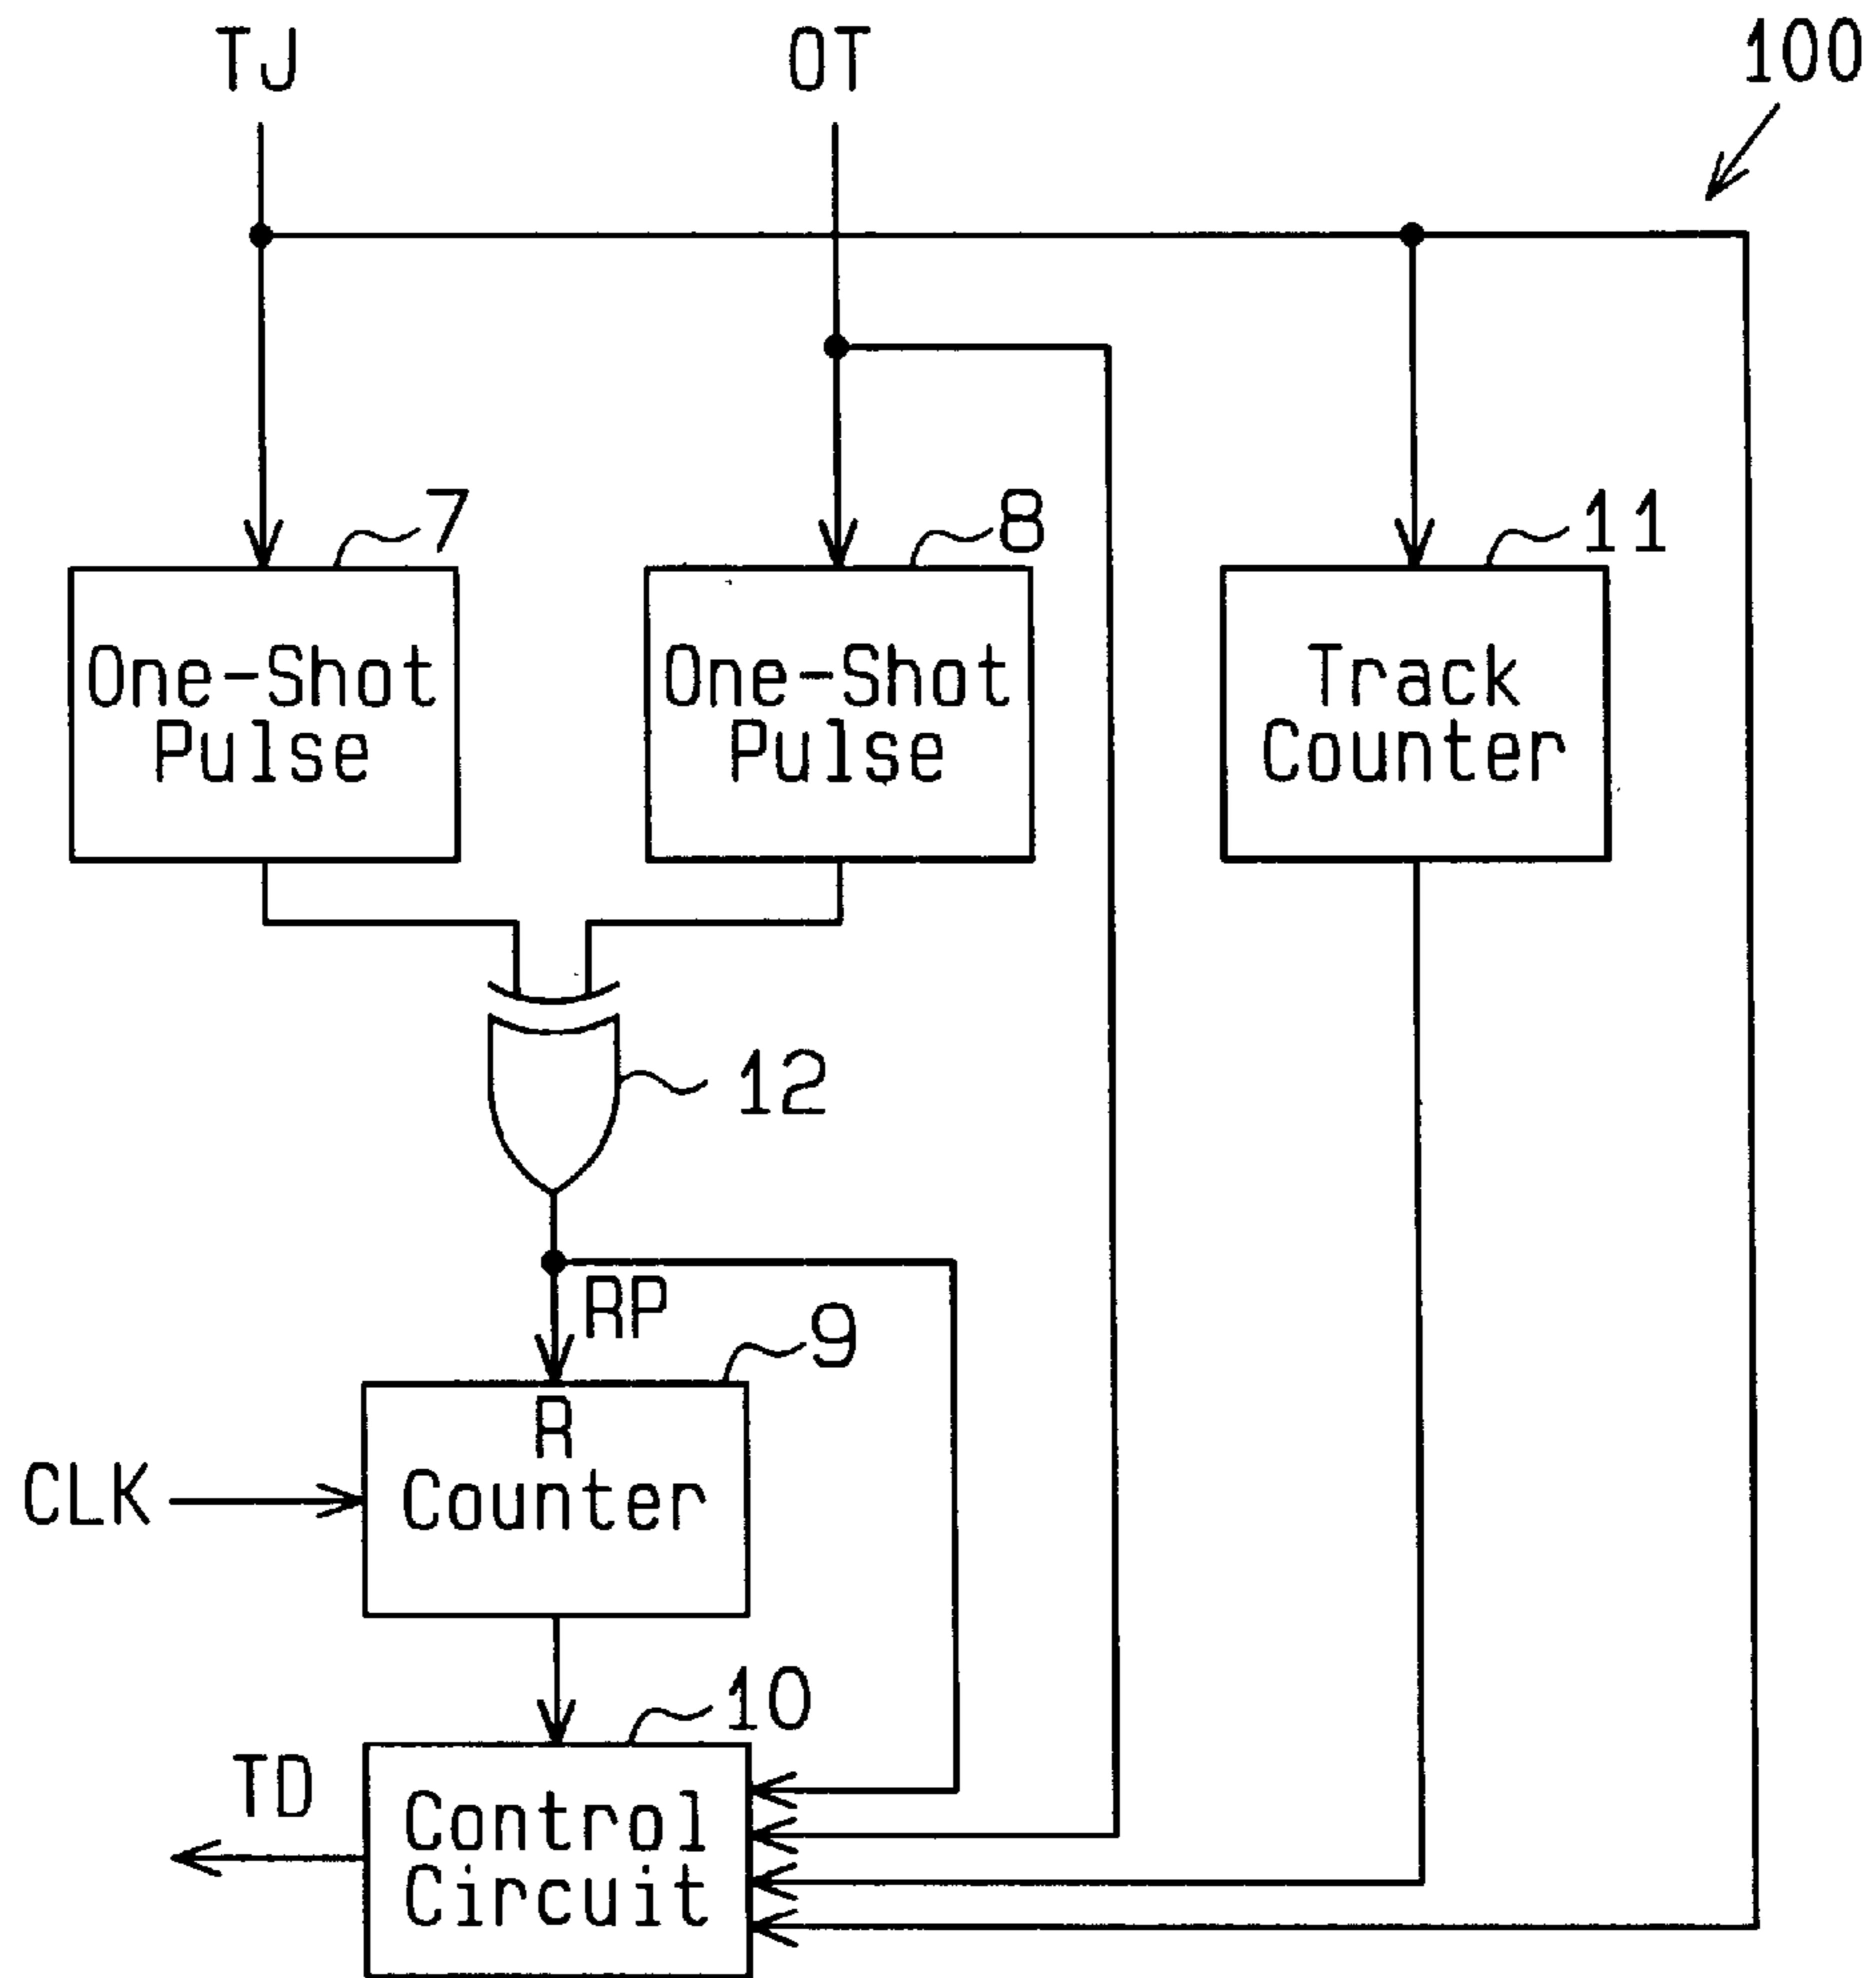 TJ
OT
100
7
8
11
One-Shot
Pulse
One-Shot
Pulse
Track
Counter
12
RP
9
R
Counter
CLK
10
TD
Control
Circuit